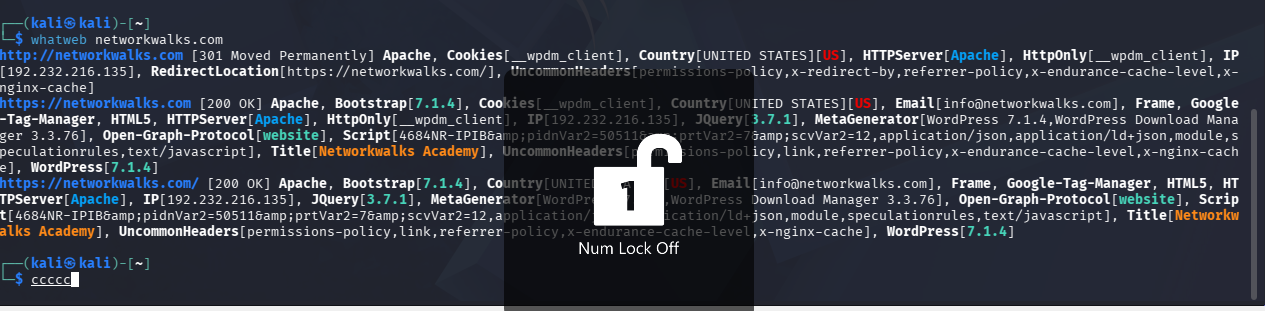 ┌──(kali㉿kali)-[~]
└─$ whatweb networkwalks.com
http://networkwalks.com [301 Moved Permanently] Apache, Cookies[__wpdm_client], Country[UNITED STATES][US], HTTPServer[Apache], HttpOnly[__wpdm_client], IP
[192.232.216.135], RedirectLocation[https://networkwalks.com/], UncommonHeaders[permissions-policy,x-redirect-by,referrer-policy,x-endurance-cache-level,x-
nginx-cache]
https://networkwalks.com [200 OK] Apache, Bootstrap[7.1.4], Cookies[__wpdm_client], Country[UNITED STATES][US], Email[info@networkwalks.com], Frame, Google
-Tag-Manager, HTML5, HTTPServer[Apache], HttpOnly[__wpdm_client], IP[192.232.216.135], JQuery[3.7.1], MetaGenerator[WordPress 7.1.4,WordPress Download Mana
ger 3.3.76], Open-Graph-Protocol[website], Script[4684NR-IPIB&amp;pidnVar2=50511&amp;prtVar2=7&amp;scvVar2=12,application/json,application/ld+json,module,s
peculationrules,text/javascript], Title[Networkwalks Academy], UncommonHeaders[permissions-policy,link,referrer-policy,x-endurance-cache-level,x-nginx-cach
e], WordPress[7.1.4]
https://networkwalks.com/ [200 OK] Apache, Bootstrap[7.1.4], Country[UNITED STATES][US], Email[info@networkwalks.com], Frame, Google-Tag-Manager, HTML5, HT
TPServer[Apache], IP[192.232.216.135], JQuery[3.7.1], MetaGenerator[WordPress 7.1.4,WordPress Download Manager 3.3.76], Open-Graph-Protocol[website], Scrip
t[4684NR-IPIB&amp;pidnVar2=50511&amp;prtVar2=7&amp;scvVar2=12,application/json,application/ld+json,module,speculationrules,text/javascript], Title[Networkw
alks Academy], UncommonHeaders[permissions-policy,link,referrer-policy,x-endurance-cache-level,x-nginx-cache], WordPress[7.1.4]
1
Num Lock Off
┌──(kali㉿kali)-[~]
└─$ ccccc